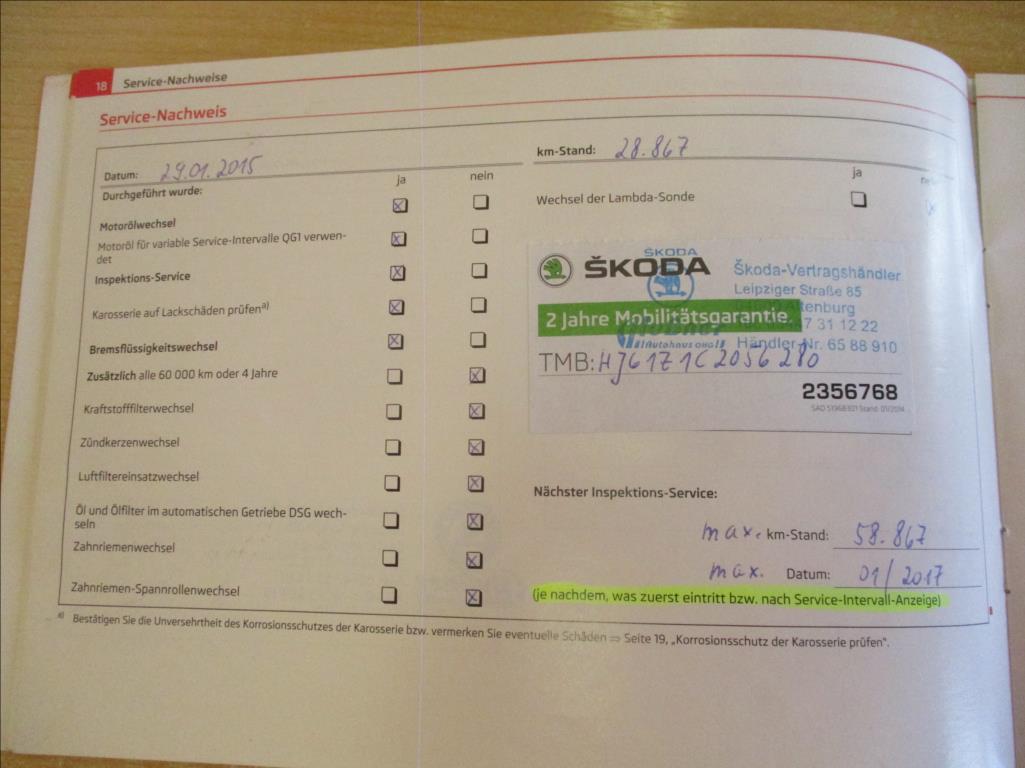 18 Service-Nachweise
Service-Nachweis
Datum: 29.01.2015
km-Stand: 28.867
Durchgeführt wurde:
ja nein
Motorölwechsel
Motoröl für variable Service-Intervalle QG1 verwen-
det
Inspektions-Service
Karosserie auf Lackschäden prüfen a)
Bremsflüssigkeitswechsel
Zusätzlich alle 60 000 km oder 4 Jahre
Kraftstofffilterwechsel
Zündkerzenwechsel
Luftfiltereinsatzwechsel
Öl und Ölfilter im automatischen Getriebe DSG wech-
seln
Zahnriemenwechsel
Zahnriemen-Spannrollenwechsel
ja
Wechsel der Lambda-Sonde
ŠKODA
ŠKODA
Škoda-Vertragshändler
Leipziger Straße 85
2 Jahre Mobilitätsgarantie
31 12 22
Autohaus OHG
Händler-Nr. 65 88 910
TMB: HJ61Z1C2056280
2356768
Nächster Inspektions-Service:
max. km-Stand: 58.867
max. Datum: 01/2017
(je nachdem, was zuerst eintritt bzw. nach Service-Intervall-Anzeige)
a) Bestätigen Sie die Unversehrtheit des Korrosionsschutzes der Karosserie bzw. vermerken Sie eventuelle Schäden ⇒ Seite 19, „Korrosionsschutz der Karosserie prüfen".